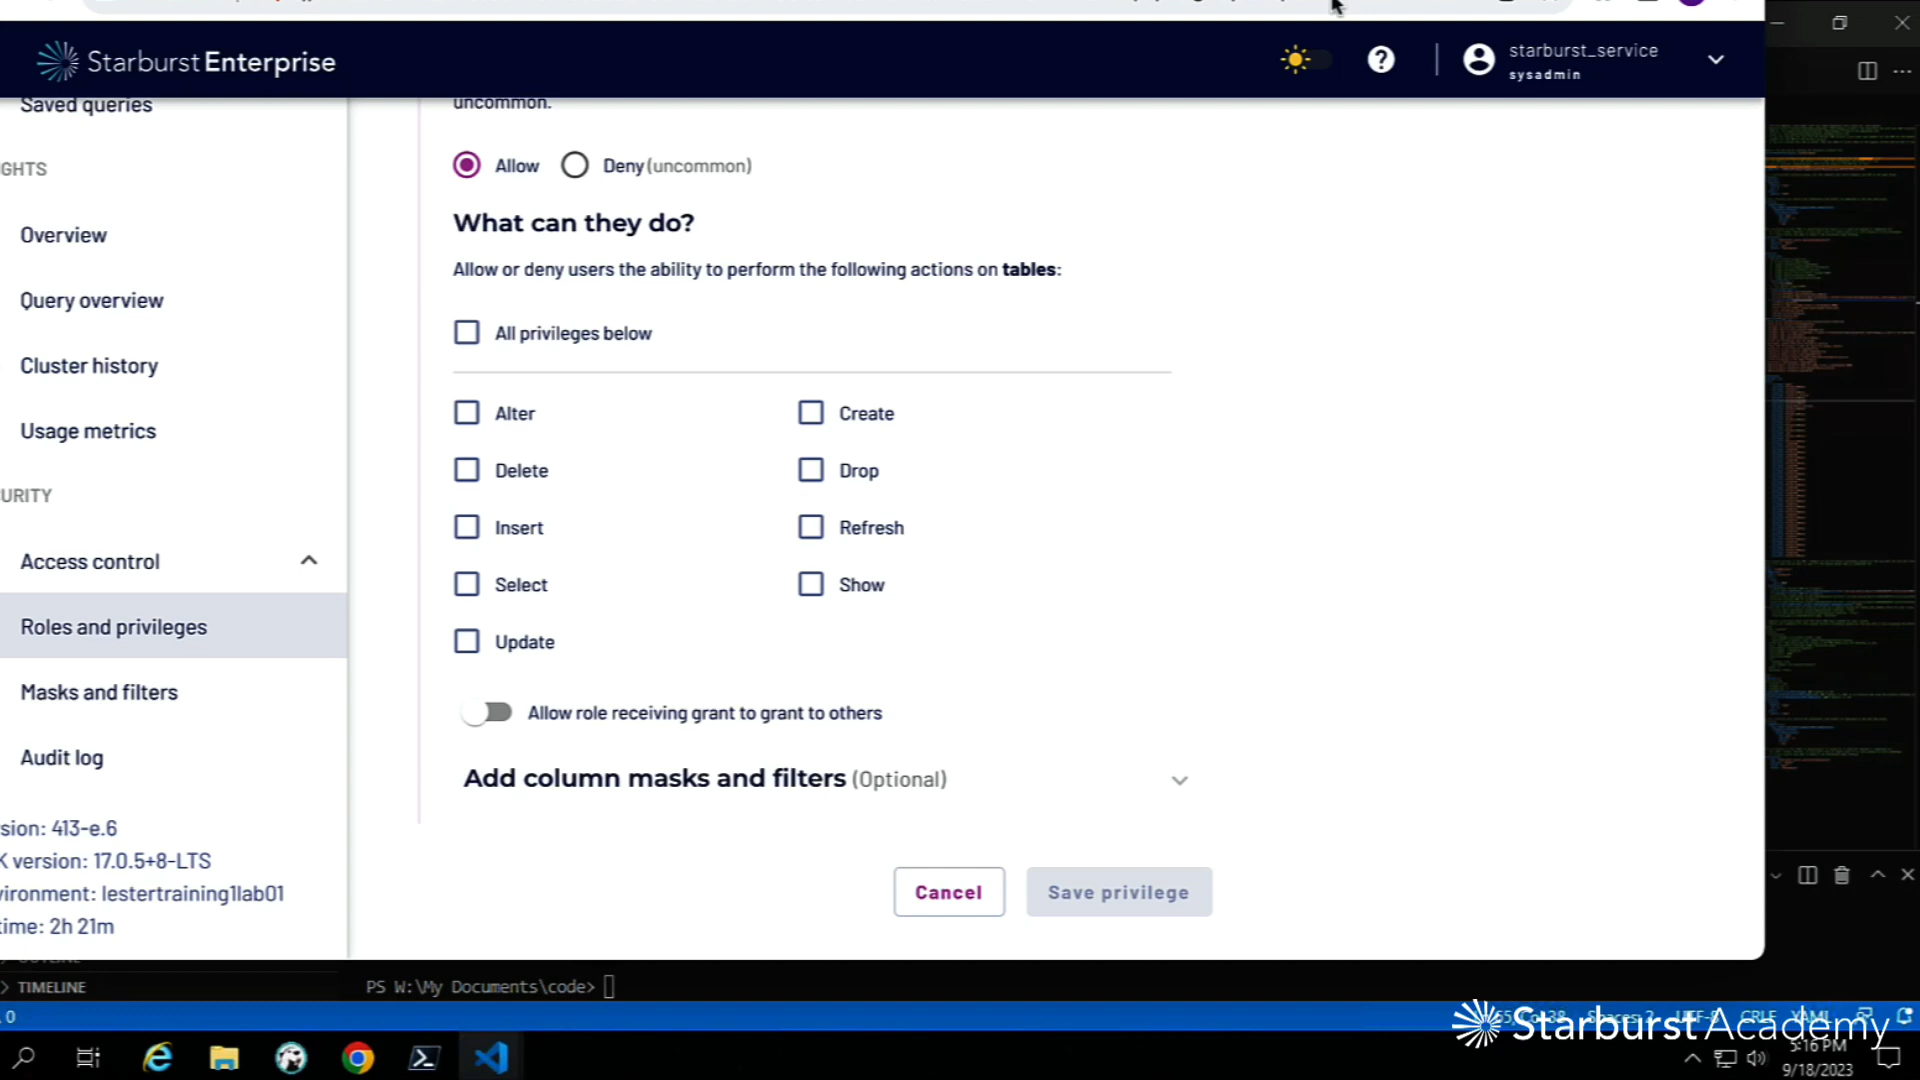 Starburst Enterprise
starburst_service
sysadmin
Saved queries
GHTS
Overview
Query overview
Cluster history
Usage metrics
URITY
Access control
Roles and privileges
Masks and filters
Audit log
sion: 413-e.6
K version: 17.0.5+8-LTS
vironment: lestertraining1lab01
time: 2h 21m
uncommon.
Allow
Deny (uncommon)
What can they do?
Allow or deny users the ability to perform the following actions on tables:
All privileges below
Alter
Create
Delete
Drop
Insert
Refresh
Select
Show
Update
Allow role receiving grant to grant to others
Add column masks and filters (Optional)
Cancel
Save privilege
TIMELINE
PS W:\My Documents\code>
0
Starburst Academy
5:16 PM
9/18/2023